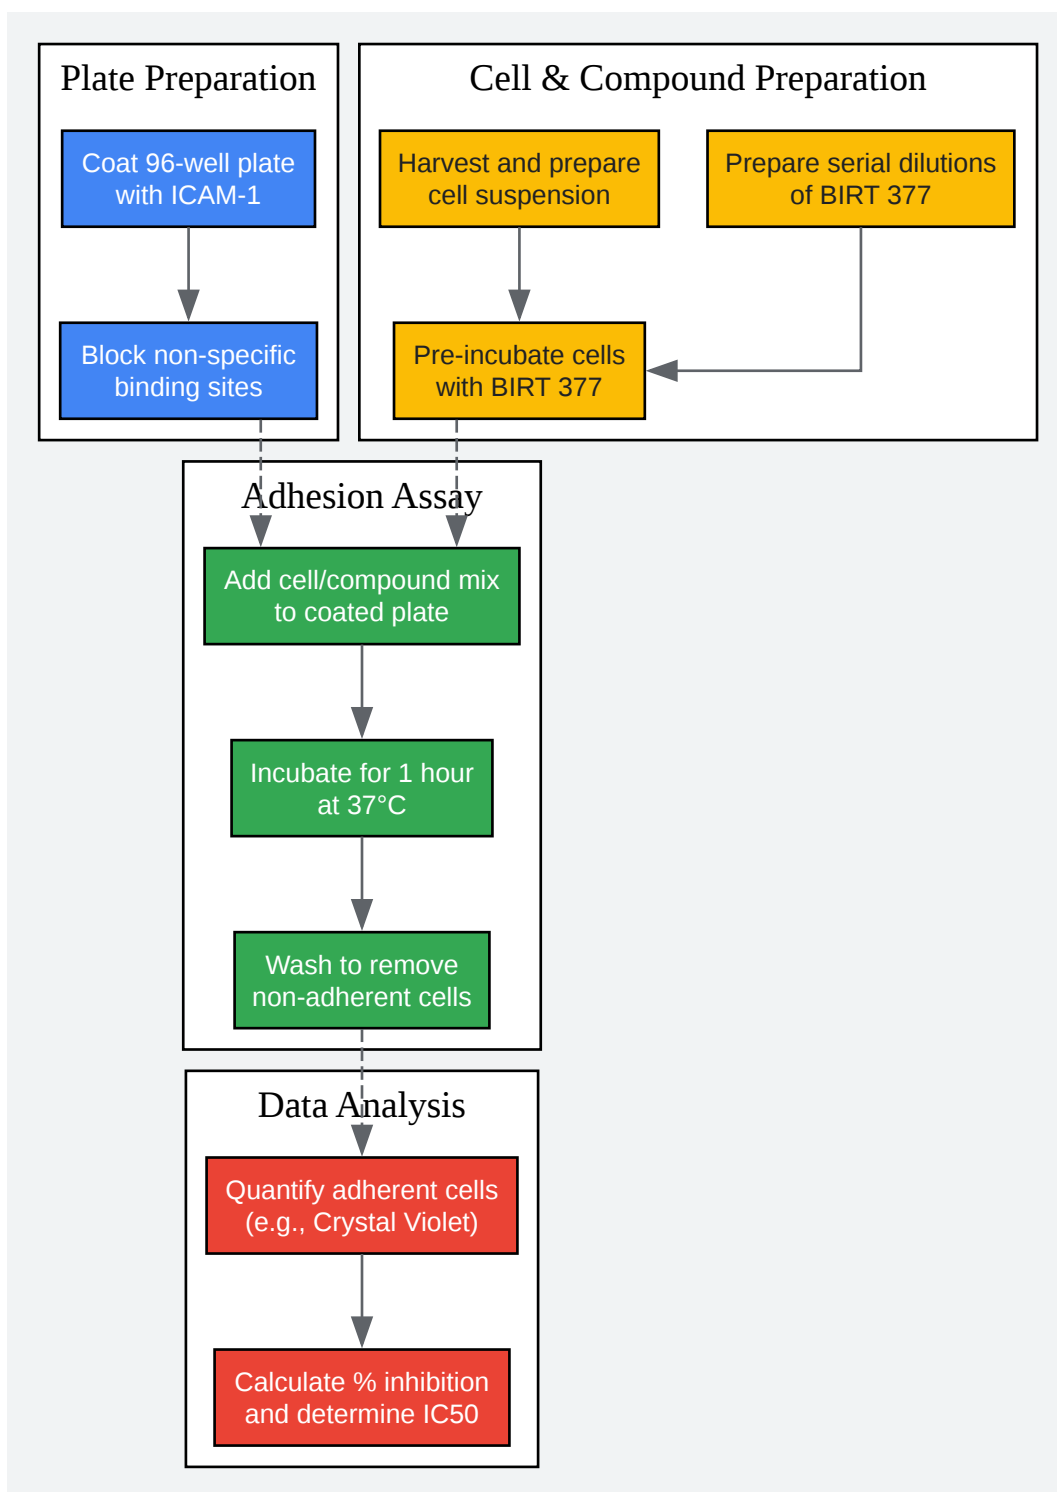 Plate Preparation
Coat 96-well plate
with ICAM-1
Block non-specific
binding sites
Cell & Compound Preparation
Harvest and prepare
cell suspension
Prepare serial dilutions
of BIRT 377
Pre-incubate cells
with BIRT 377
Adhesion Assay
Add cell/compound mix
to coated plate
Incubate for 1 hour
at 37°C
Wash to remove
non-adherent cells
Data Analysis
Quantify adherent cells
(e.g., Crystal Violet)
Calculate % inhibition
and determine IC50